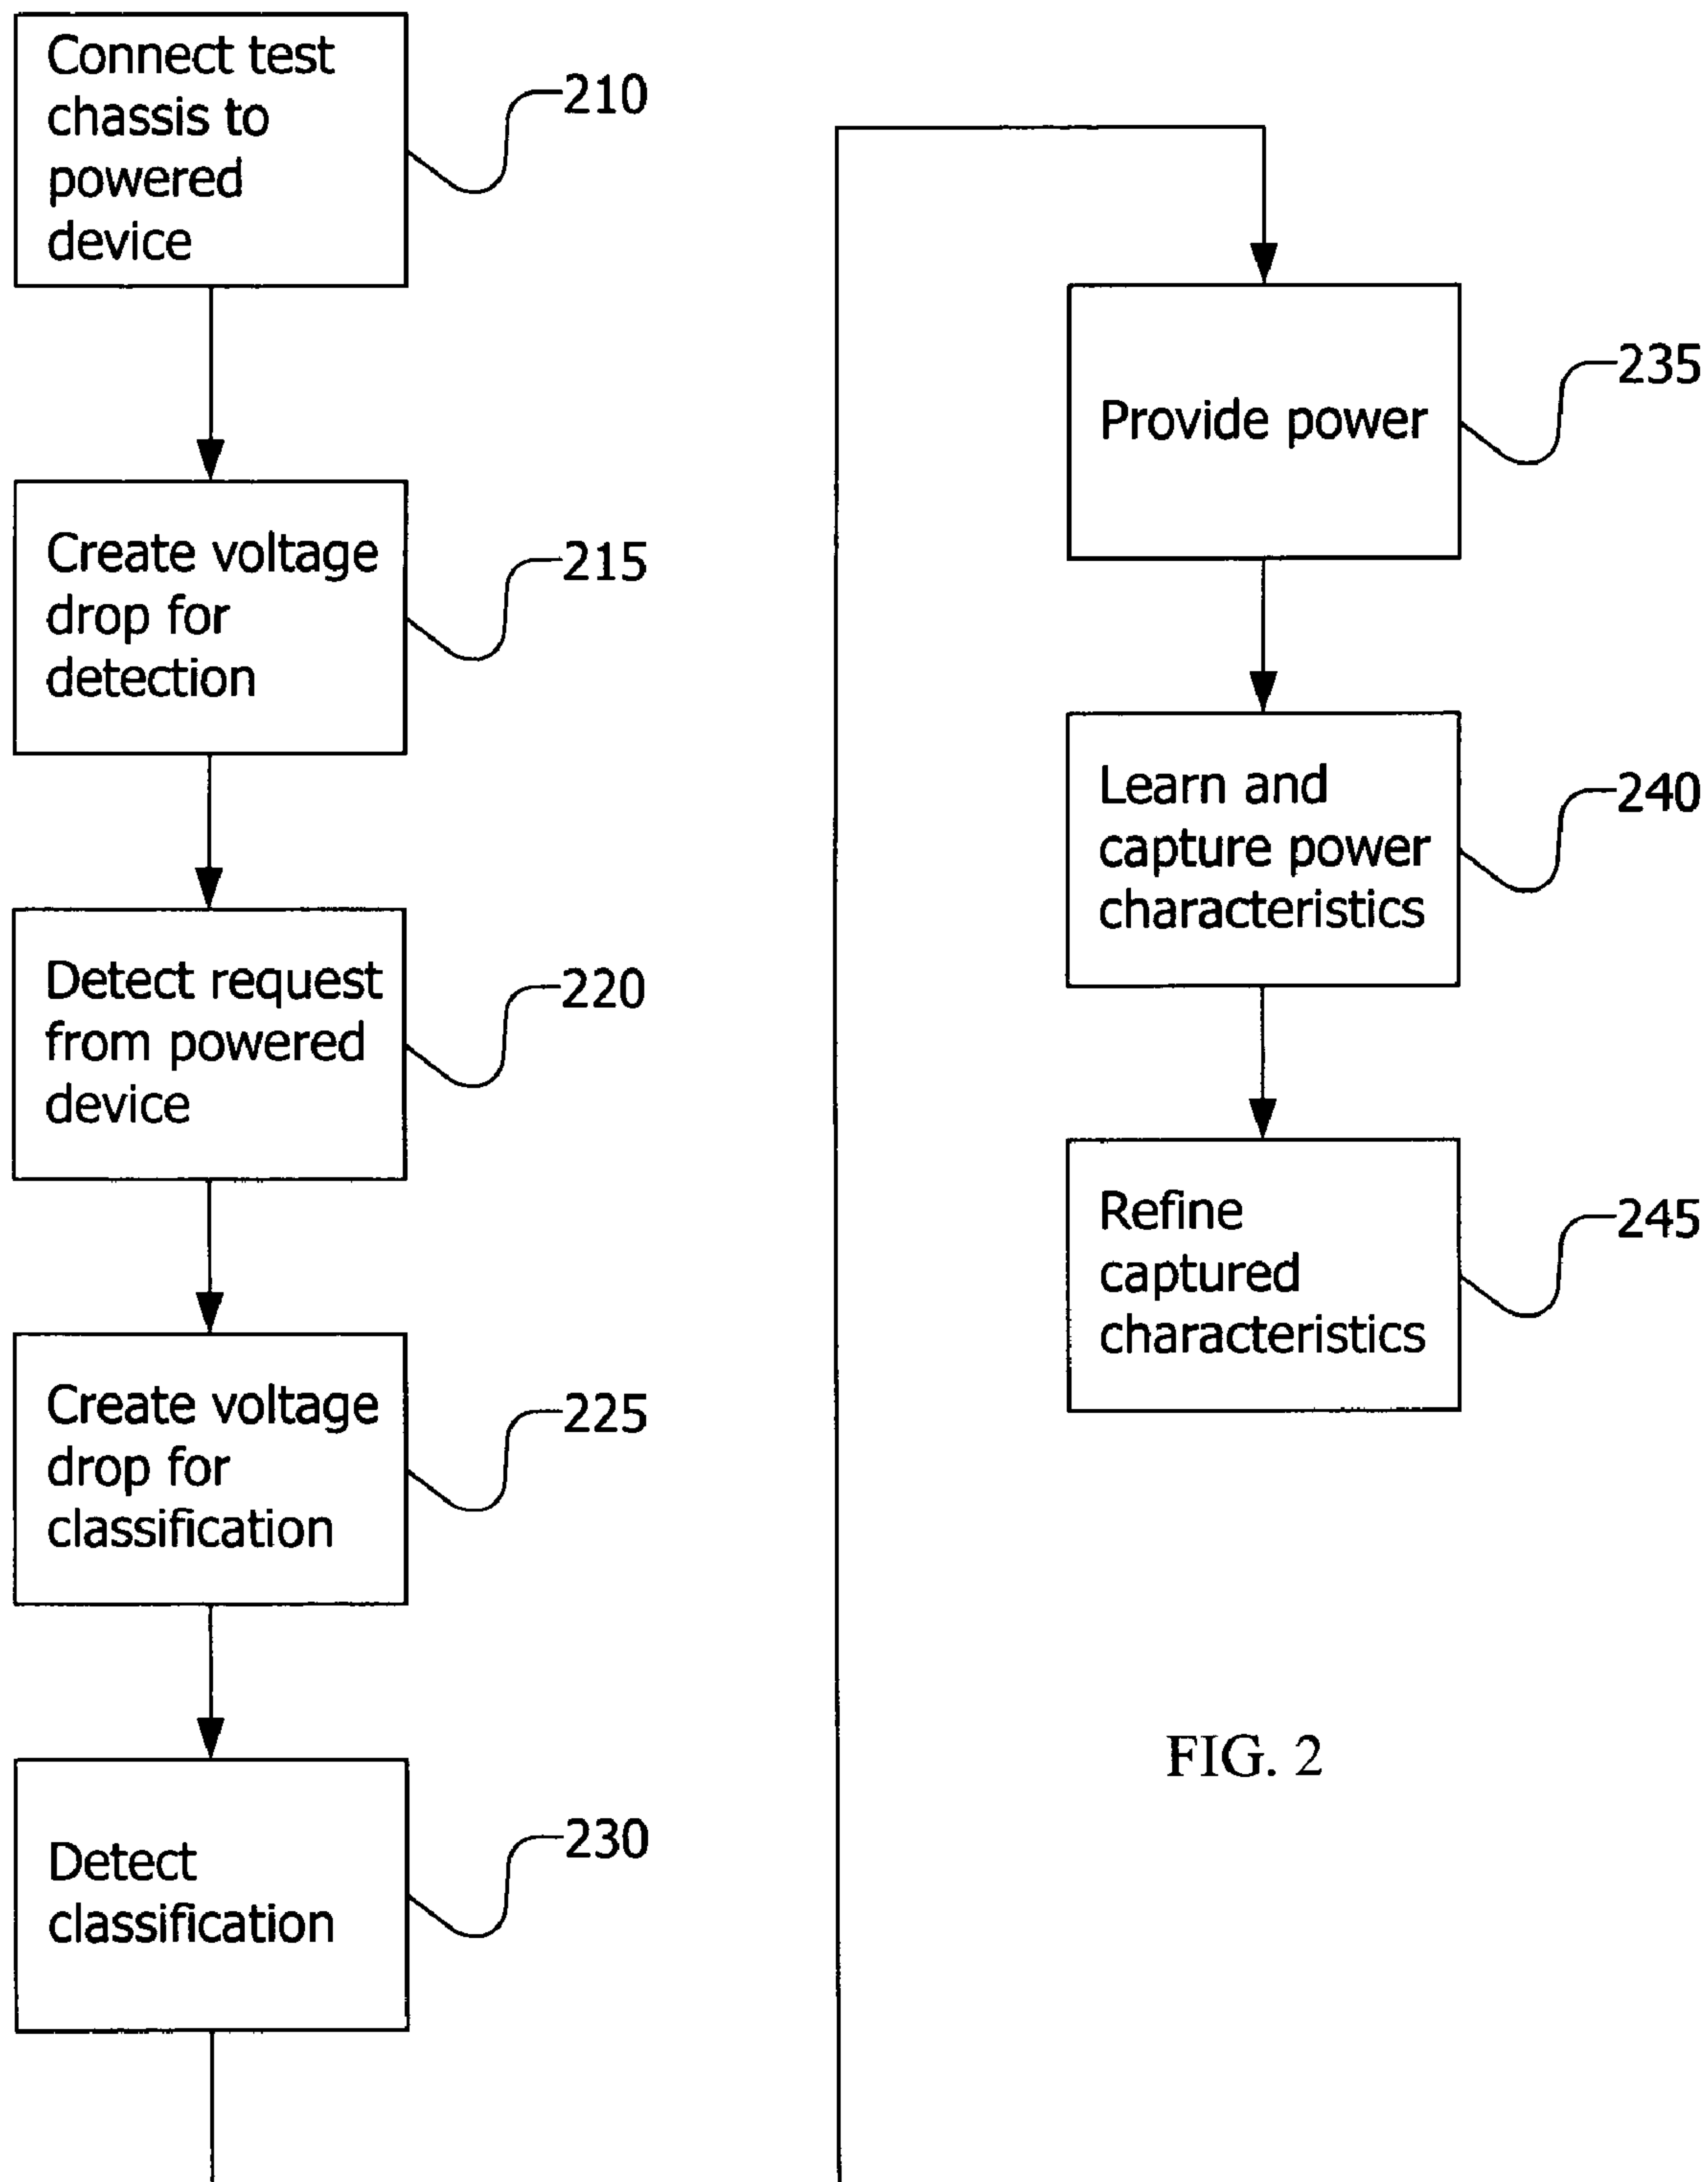 Connect test
chassis to
powered
device
210
Create voltage
drop for
detection
215
Detect request
from powered
device
220
Create voltage
drop for
classification
225
Detect
classification
230
Provide power
235
Learn and
capture power
characteristics
240
Refine
captured
characteristics
245
FIG. 2